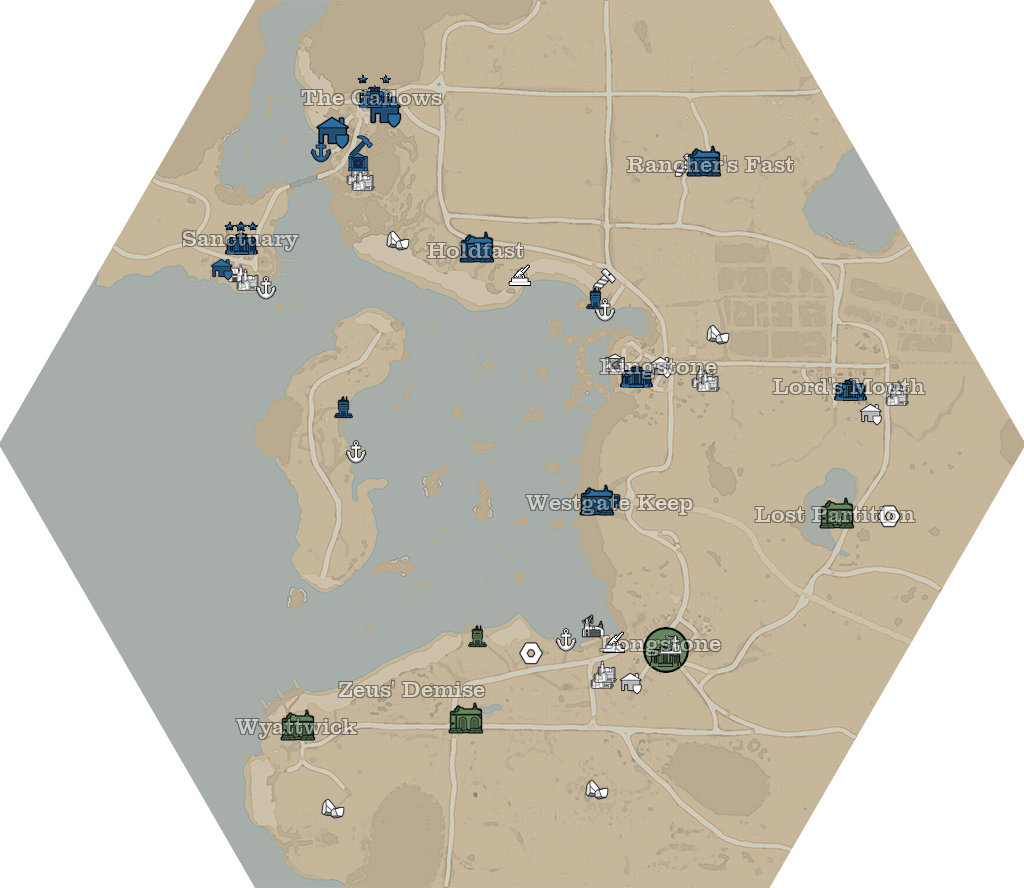 The Gallows
Rancher's Fast
Sanctuary
Holdfast
Kingstone
Lord's Mouth
Westgate Keep
Lost Partition
Longstone
Zeus' Demise
Wyattwick